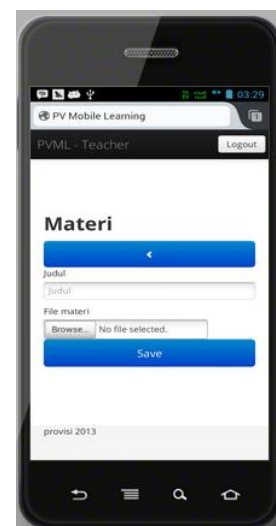 03:29
PV Mobile Learning
PVML - Teacher
Logout
Materi
Judul
Judul
File materi
Browse... No file selected.
Save
provisi 2013